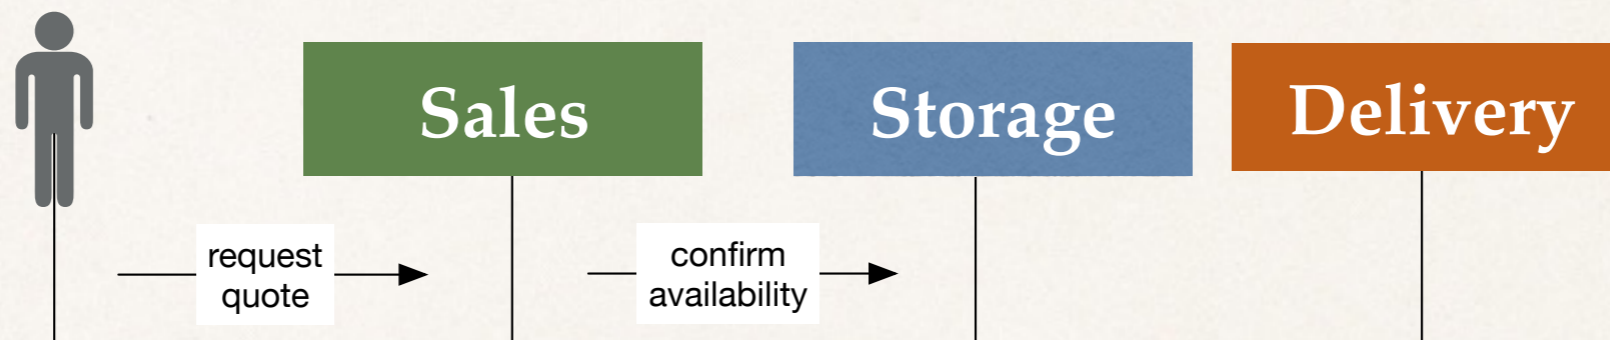 Sales
Storage
Delivery
request
quote
confirm
availability